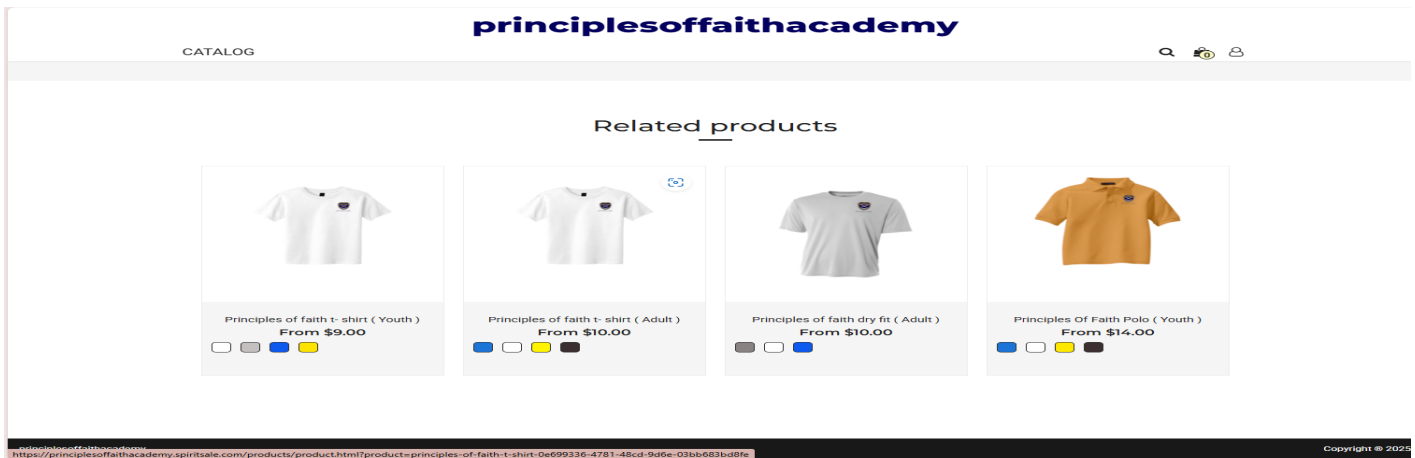 principlesoffaithacademy
CATALOG
0
Related products
Principles of faith t- shirt ( Youth )
From $9.00
Principles of faith t- shirt ( Adult )
From $10.00
Principles of faith dry fit ( Adult )
From $10.00
Principles Of Faith Polo ( Youth )
From $14.00
principlesoffaithacademy
Copyright © 2025
https://principlesoffaithacademy.spiritsale.com/products/product.html?product=principles-of-faith-t-shirt-0e699336-4781-48cd-9d6e-03bb683bd8fe